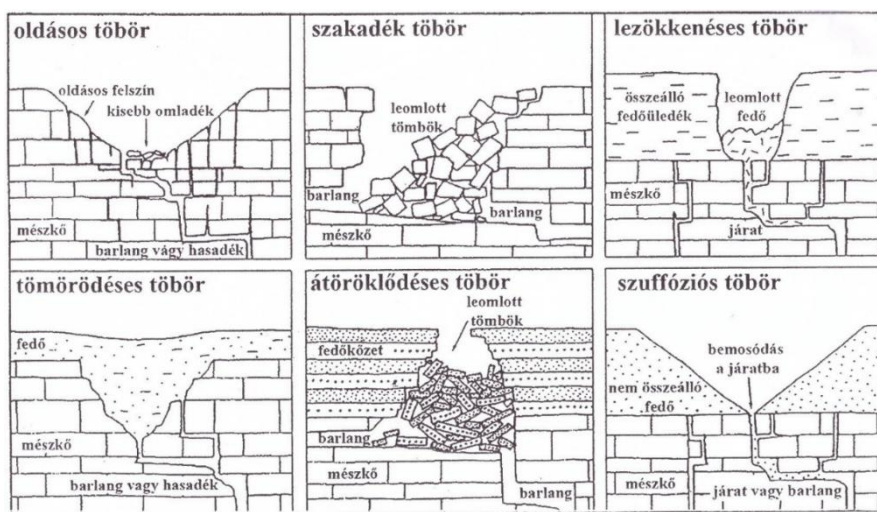 oldásos töbör
oldásos felszín
kisebb omladék
mészkő
barlang vágy hasadék
szakadék töbör
leomlott
tömbök
barlang
barlang
mészkő
lezökkenéses töbör
összeálló
fedőüledék
leomlott
fedő
mészkő
járat
tömörödéses töbör
fedő
mészkő
barlang vagy hasadék
átöröklődéses töbör
leomlott
tömbök
fedőkőzet
barlang
mészkő
barlang
szuffóziós töbör
bemosódás
a járatba
nem összeálló
fedő
mészkő
járat vagy barlang